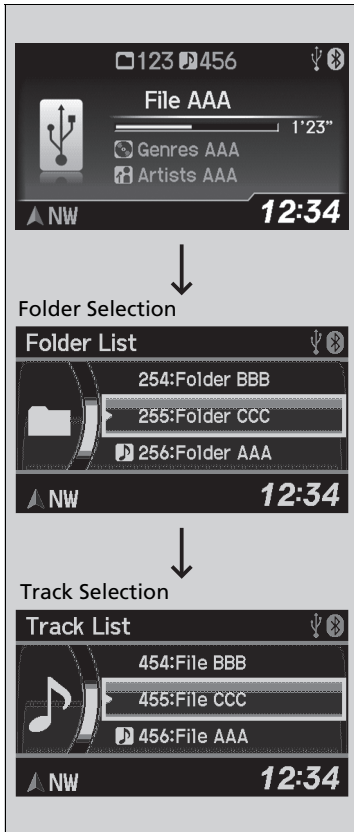 123 456
File AAA
1'23"
Genres AAA
Artists AAA
NW 12:34
Folder Selection
Folder List
254:Folder BBB
255:Folder CCC
256:Folder AAA
NW 12:34
Track Selection
Track List
454:File BBB
455:File CCC
456:File AAA
NW 12:34